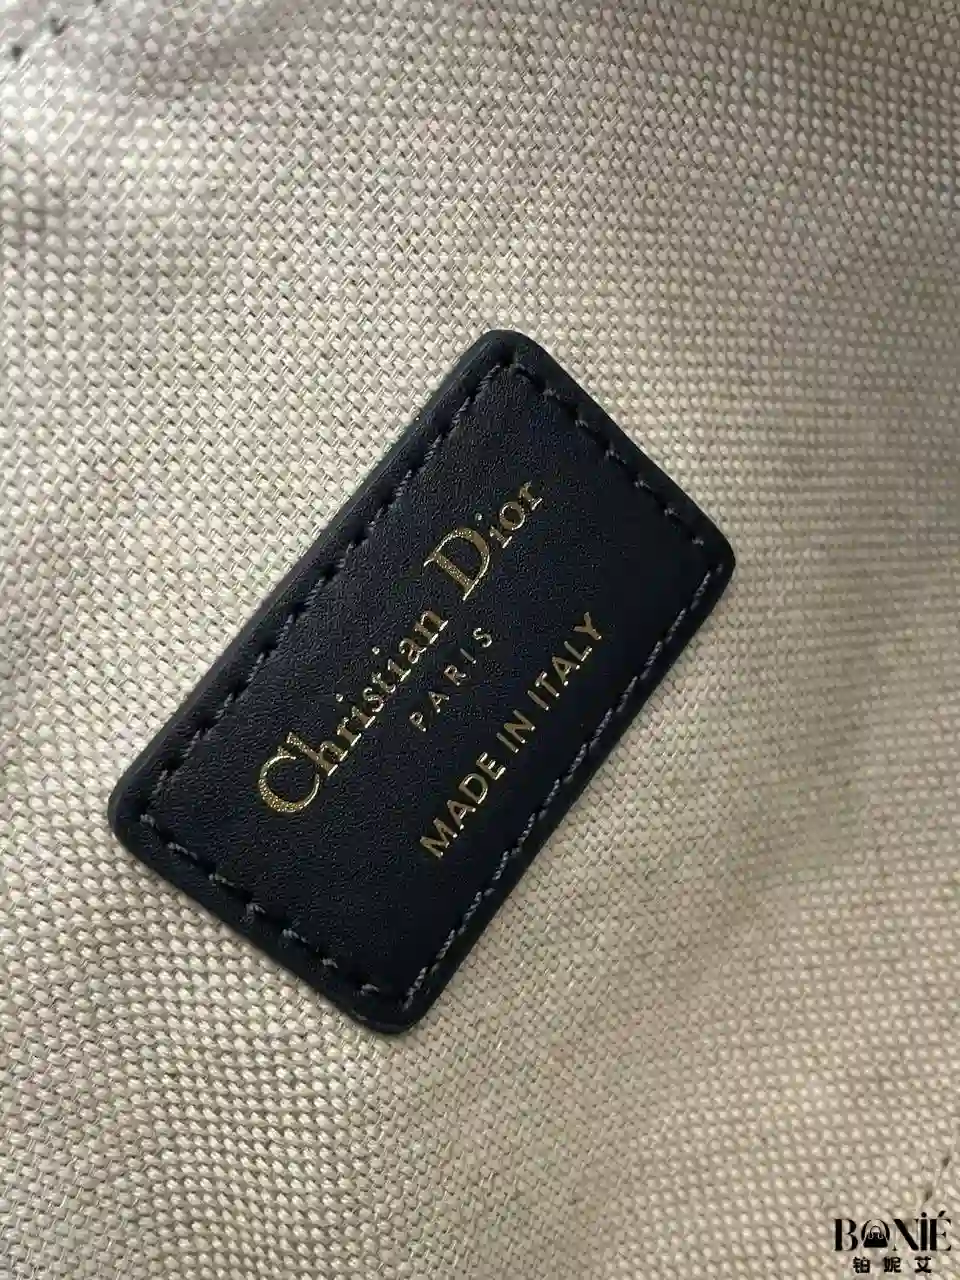 Christian Dior
PARIS
MADE IN ITALY
BONIÉ
铂妮艾